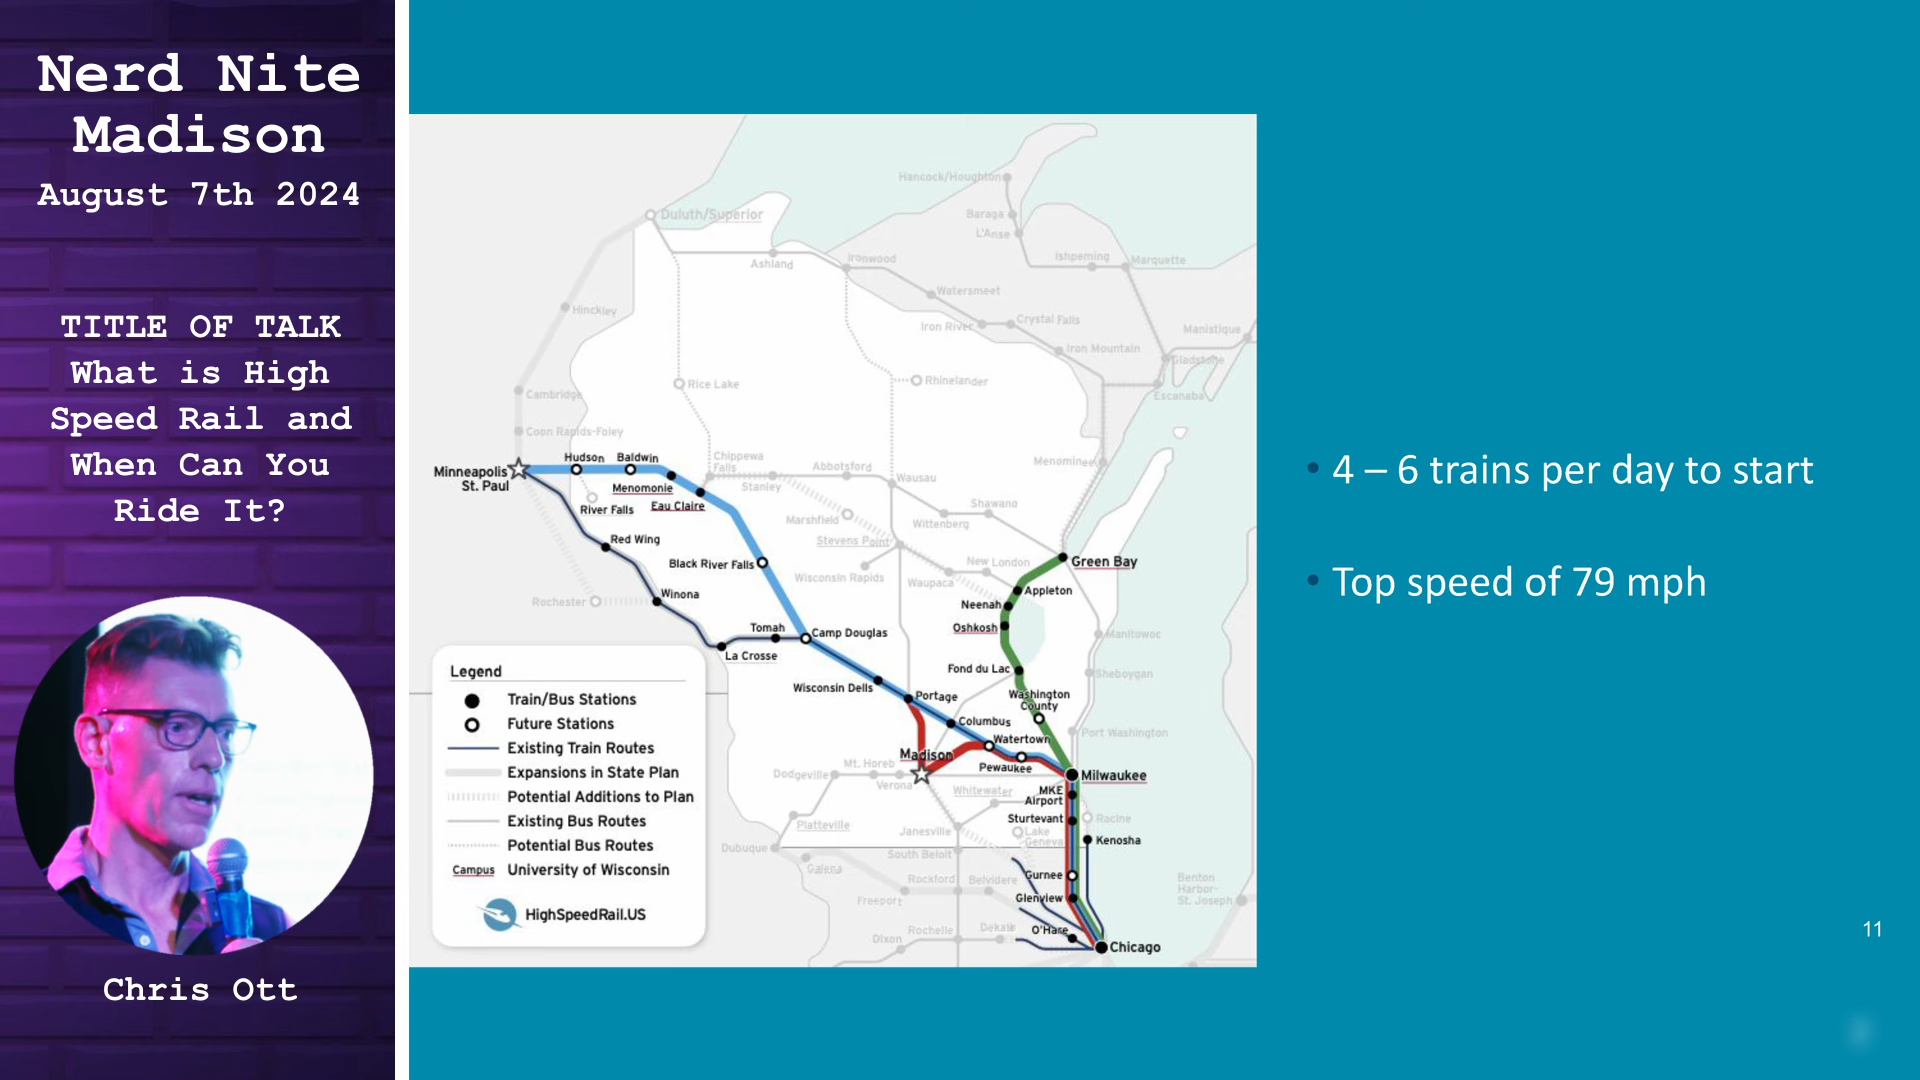 Nerd Nite
Madison
August 7th 2024
TITLE OF TALK
What is High
Speed Rail and
When Can You
Ride It?
Chris Ott
Hancock/Houghton
Baraga
L'Anse
Duluth/Superior
Ashland
Ironwood
Ishpeming
Marquette
Watersmeet
Hinckley
Iron River
Crystal Falls
Manistique
Iron Mountain
Gladstone
Rice Lake
Rhinelander
Cambridge
Escanaba
Coon Rapids-Foley
Minneapolis
St. Paul
Hudson
Baldwin
Menomonie
Eau Claire
Chippewa
Falls
Stanley
Abbotsford
Wausau
Menominee
River Falls
Shawano
Wittenberg
Marshfield
Stevens Point
Red Wing
Black River Falls
Wisconsin Rapids
New London
Waupaca
Green Bay
Appleton
Neenah
Rochester
Winona
Oshkosh
Tomah
Camp Douglas
Manitowoc
La Crosse
Fond du Lac
Sheboygan
Wisconsin Dells
Portage
Washington
County
Columbus
Watertown
Port Washington
Madison
Pewaukee
Mt. Horeb
Dodgeville
Verona
Milwaukee
Whitewater
MKE
Airport
Platteville
Janesville
Sturtevant
Racine
Lake
Geneva
Kenosha
Dubuque
South Beloit
Galena
Rockford
Belvidere
Gurnee
Benton
Harbor-
St. Joseph
Freeport
Glenview
Rochelle
Dekalb
O'Hare
Dixon
Chicago
Legend
Train/Bus Stations
Future Stations
Existing Train Routes
Expansions in State Plan
Potential Additions to Plan
Existing Bus Routes
Potential Bus Routes
Campus University of Wisconsin
HighSpeedRail.US
• 4 – 6 trains per day to start
• Top speed of 79 mph
11